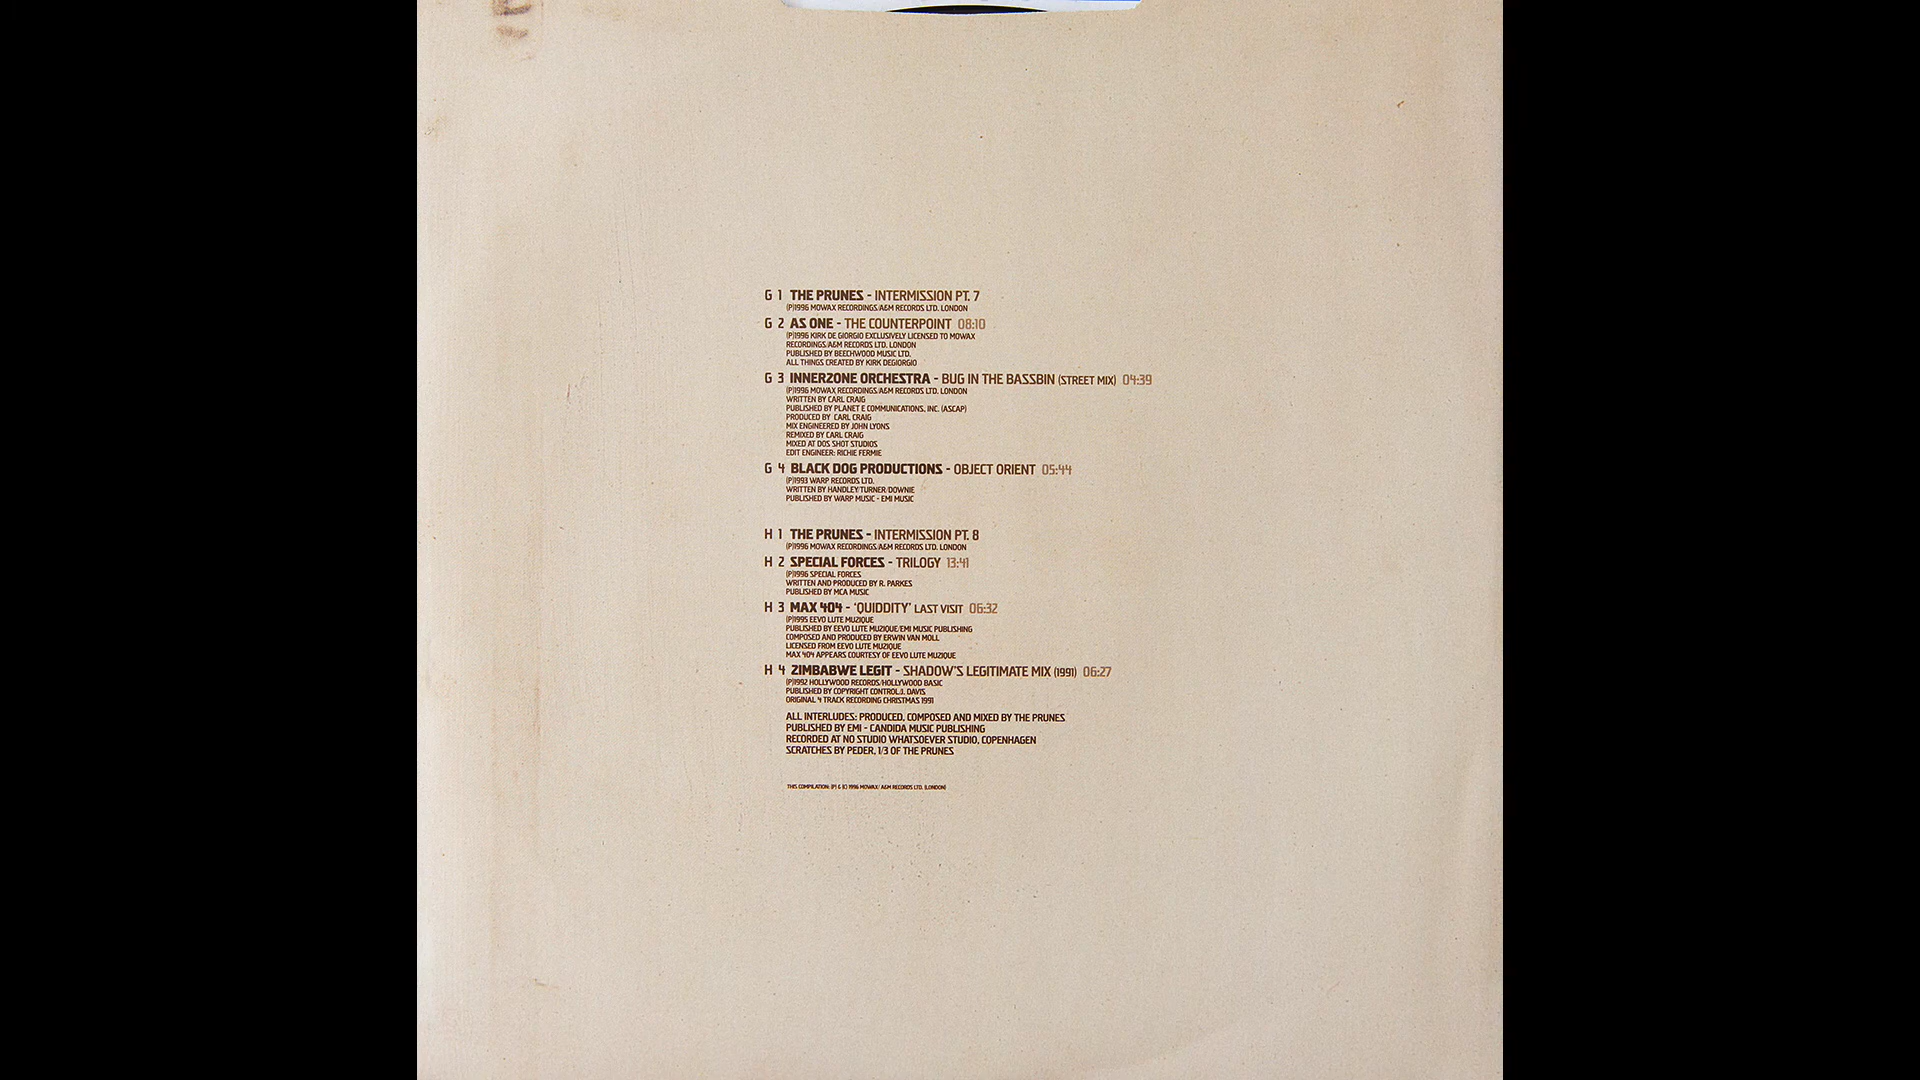 G 1 THE PRUNES - INTERMISSION PT. 7
(P)1996 MOWAX RECORDINGS/A&M RECORDS LTD. LONDON
G 2 AS ONE - THE COUNTERPOINT 08:10
(P)1996 KIRK DE GIORGIO EXCLUSIVELY LICENSED TO MOWAX
RECORDINGS/A&M RECORDS LTD. LONDON
PUBLISHED BY BEECHWOOD MUSIC LTD.
ALL THINGS CREATED BY KIRK DEGIORGIO
G 3 INNERZONE ORCHESTRA - BUG IN THE BASSBIN (STREET MIX) 04:39
(P)1996 MOWAX RECORDINGS/A&M RECORDS LTD. LONDON
WRITTEN BY CARL CRAIG
PUBLISHED BY PLANET E COMMUNICATIONS, INC. (ASCAP)
PRODUCED BY CARL CRAIG
MIX ENGINEERED BY JOHN LYONS
REMIXED BY CARL CRAIG
MIXED AT DOS SHOT STUDIOS
EDIT ENGINEER: RICHIE FERMIE
G 4 BLACK DOG PRODUCTIONS - OBJECT ORIENT 05:44
(P)1993 WARP RECORDS LTD.
WRITTEN BY HANDLEY/TURNER/DOWNIE
PUBLISHED BY WARP MUSIC - EMI MUSIC
H 1 THE PRUNES - INTERMISSION PT. 8
(P)1996 MOWAX RECORDINGS/A&M RECORDS LTD. LONDON
H 2 SPECIAL FORCES - TRILOGY 13:41
(P)1996 SPECIAL FORCES
WRITTEN AND PRODUCED BY R. PARKES
PUBLISHED BY MCA MUSIC
H 3 MAX 404 - 'QUIDDITY' LAST VISIT 06:32
(P)1995 EEVO LUTE MUZIQUE
PUBLISHED BY EEVO LUTE MUZIQUE/EMI MUSIC PUBLISHING
COMPOSED AND PRODUCED BY ERWIN VAN MOLL
LICENSED FROM EEVO LUTE MUZIQUE
MAX 404 APPEARS COURTESY OF EEVO LUTE MUZIQUE
H 4 ZIMBABWE LEGIT - SHADOW'S LEGITIMATE MIX (1991) 06:27
(P)1992 HOLLYWOOD RECORDS/HOLLYWOOD BASIC
PUBLISHED BY COPYRIGHT CONTROL/J. DAVIS
ORIGINAL 4 TRACK RECORDING CHRISTMAS 1991
ALL INTERLUDES: PRODUCED, COMPOSED AND MIXED BY THE PRUNES
PUBLISHED BY EMI - CANDIDA MUSIC PUBLISHING
RECORDED AT NO STUDIO WHATSOEVER STUDIO, COPENHAGEN
SCRATCHES BY PEDER, 1/3 OF THE PRUNES
THIS COMPILATION: (P) & (C) 1996 MOWAX/ A&M RECORDS LTD. (LONDON)